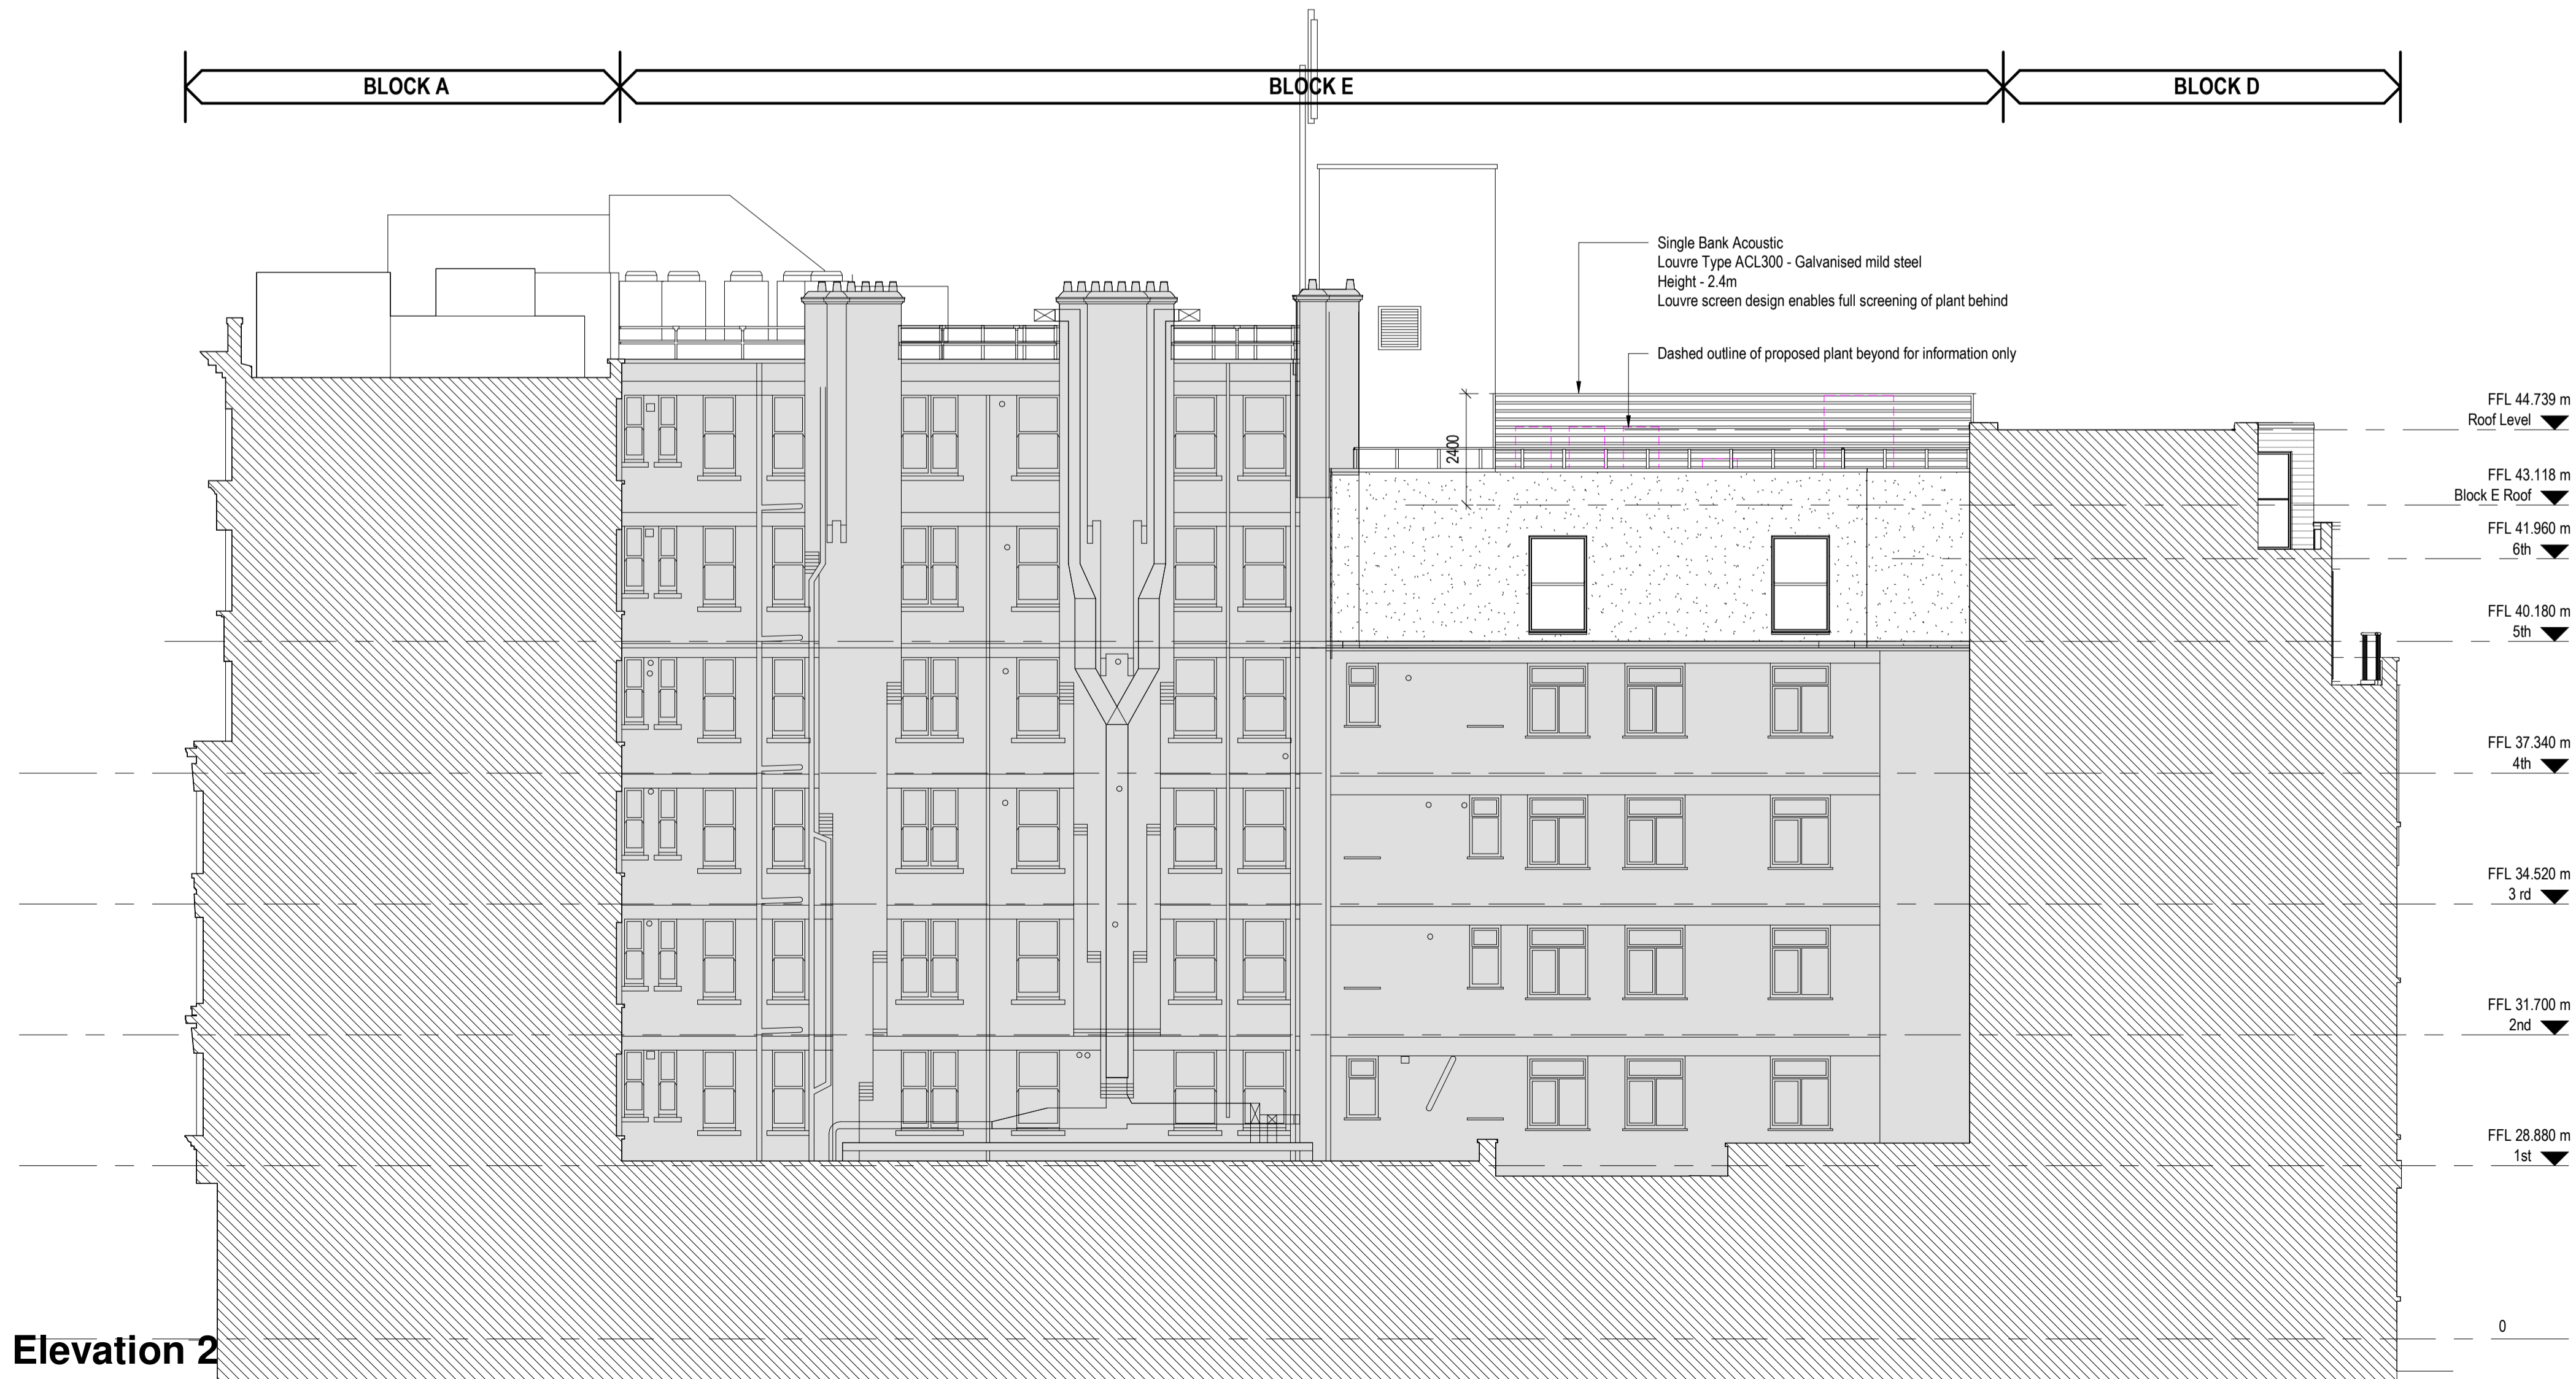 BLOCK A
BLOCK E
BLOCK D
Single Bank Acoustic
Louvre Type ACL300 - Galvanised mild steel
Height - 2.4m
Louvre screen design enables full screening of plant behind
Dashed outline of proposed plant beyond for information only
2400
FFL 44.739 m
Roof Level
FFL 43.118 m
Block E Roof
FFL 41.960 m
6th
FFL 40.180 m
5th
FFL 37.340 m
4th
FFL 34.520 m
3 rd
FFL 31.700 m
2nd
FFL 28.880 m
1st
0
Elevation 2